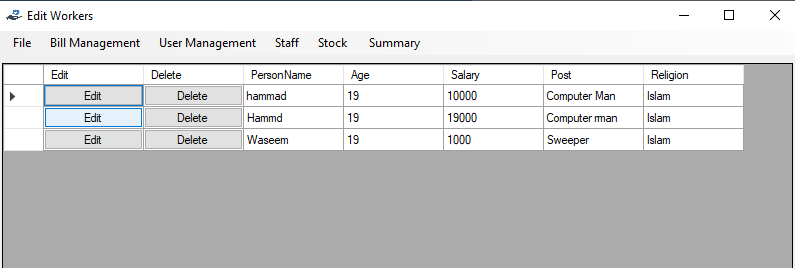 Edit Workers
File Bill Management User Management Staff Stock Summary
Edit Delete PersonName Age Salary Post Religion
Edit Delete hammad 19 10000 Computer Man Islam
Edit Delete Hammd 19 19000 Computer rman Islam
Edit Delete Waseem 19 1000 Sweeper Islam